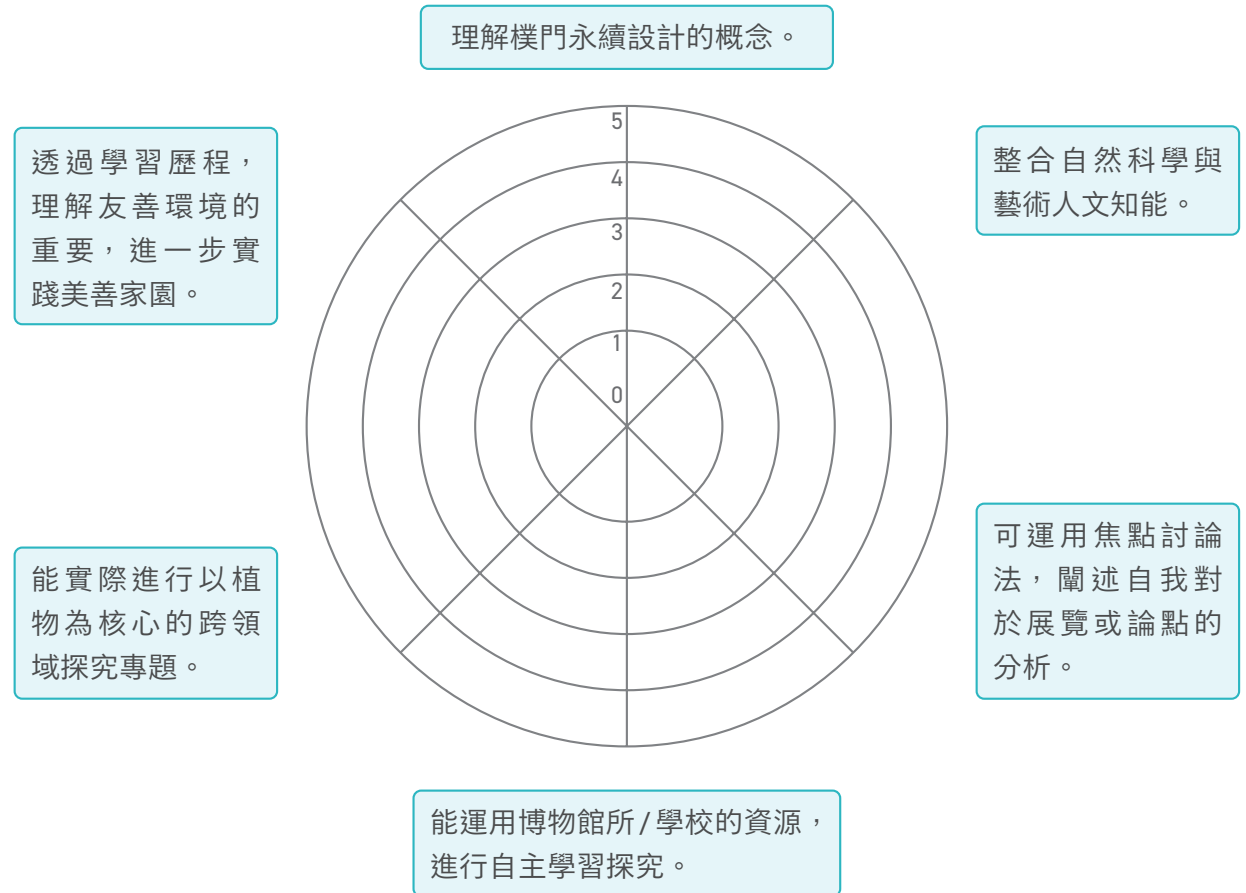 理解樸門永續設計的概念。
透過學習歷程，
理解友善環境的
重要，進一步實
踐美善家園。
整合自然科學與
藝術人文知能。
5
4
3
2
1
0
能實際進行以植
物為核心的跨領
域探究專題。
可運用焦點討論
法，闡述自我對
於展覽或論點的
分析。
能運用博物館所/學校的資源，
進行自主學習探究。